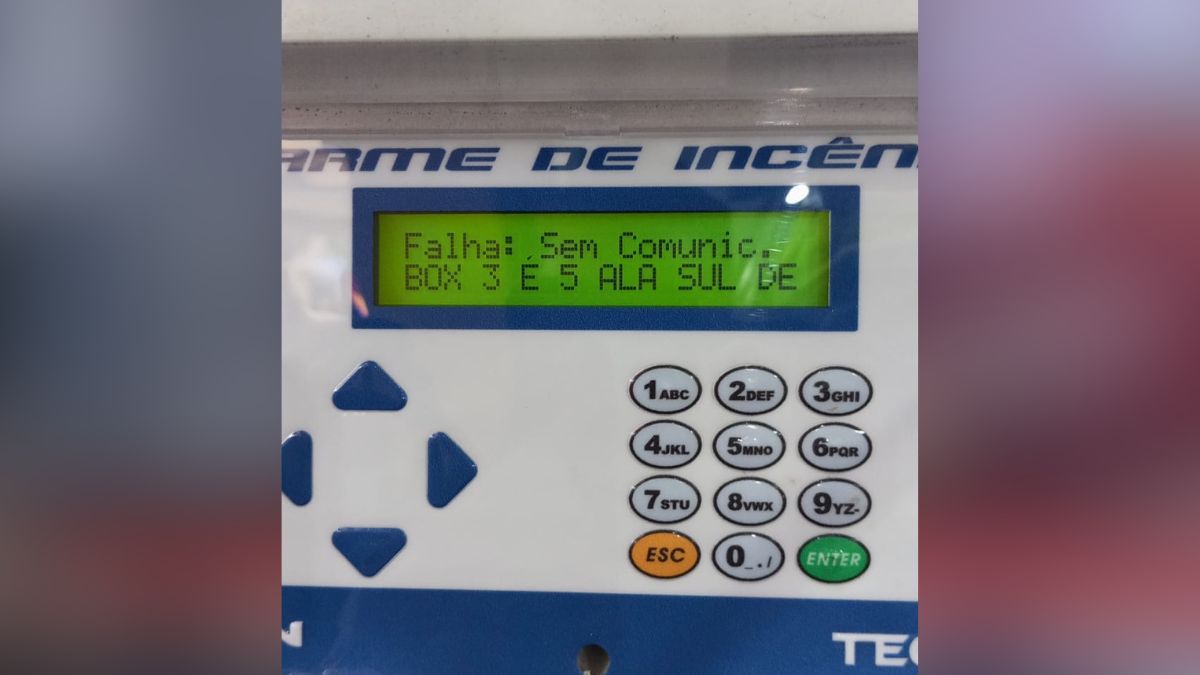 ARME DE INCÊN
Falha: Sem Comunic.
BOX 3 É 5 ALA SUL DE
1ABC 2DEF 3GHI
4JKL 5MNO 6PQR
7STU 8VWX 9YZ-
ESC 0_./ ENTER
N TEC